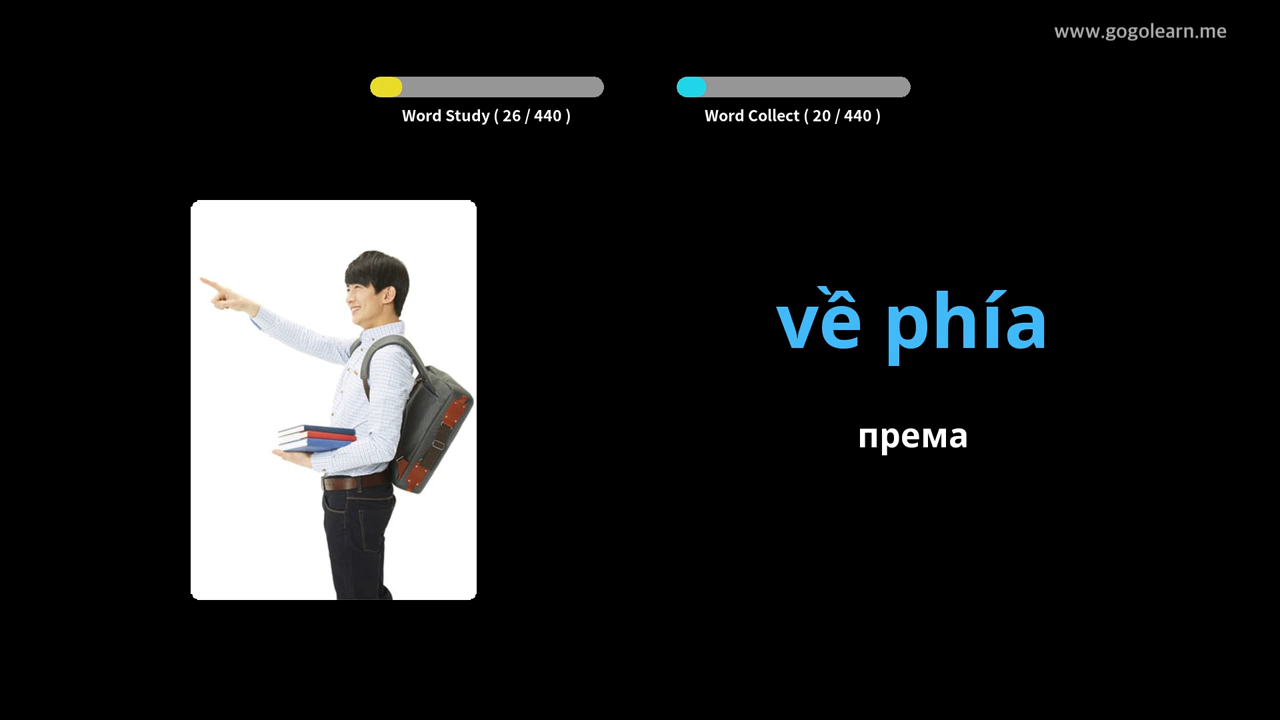 www.gogolearn.me
Word Study ( 26 / 440 )
Word Collect ( 20 / 440 )
về phía
према